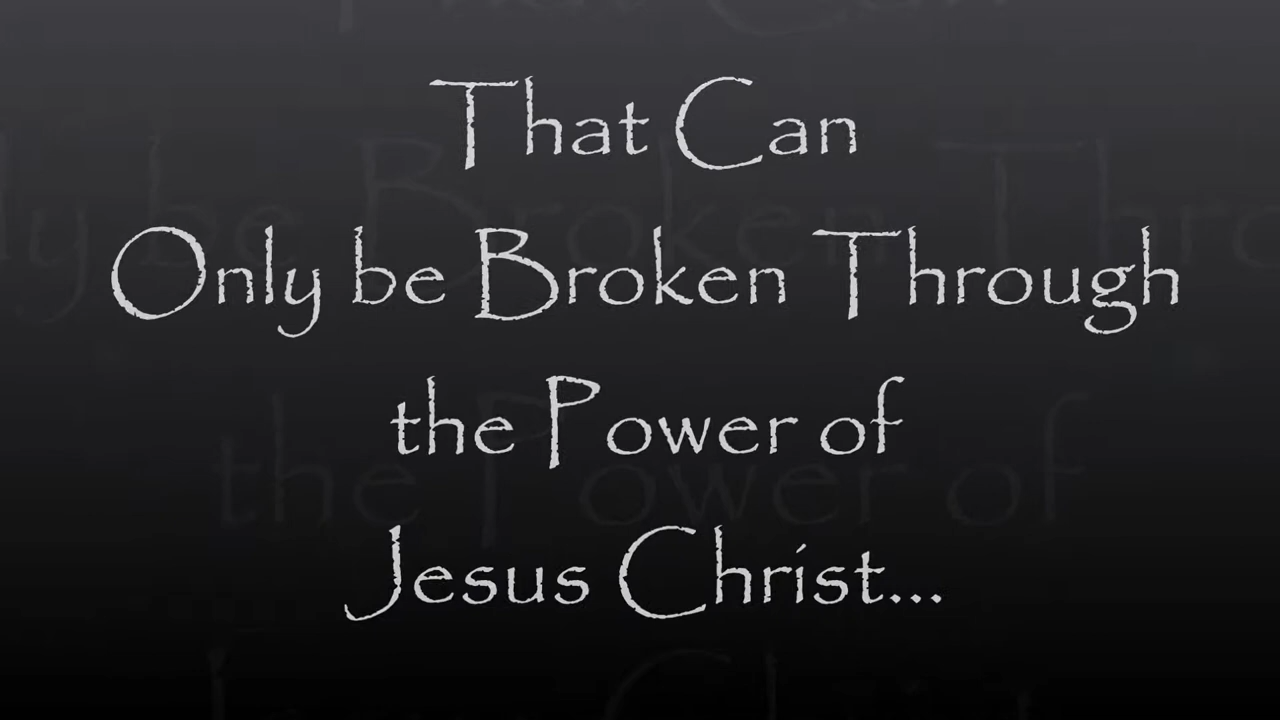 That Can
Only be Broken Through
the Power of
Jesus Christ...